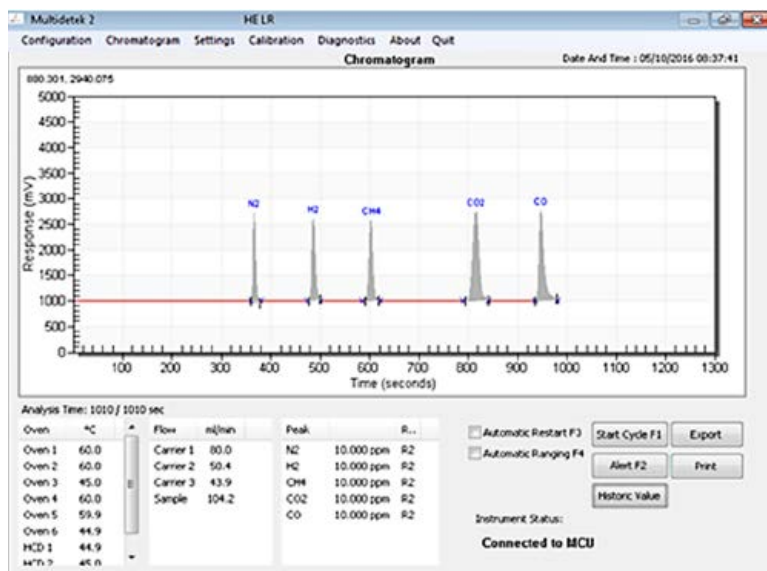 Multidetek 2 HE LR
Configuration Chromatogram Settings Calibration Diagnostics About Quit
Chromatogram Date And Time : 05/10/2016 08:37:41
880.301, 2940.075
5000
4500
4000
3500
3000
2500
2000
1500
1000
500
0
Response (mV)
N2 H2 CH4 CO2 CO
100 200 300 400 500 600 700 800 900 1000 1100 1200 1300
Time (seconds)
Analysis Time: 1010 / 1010 sec
Oven °C
Oven 1 60.0
Oven 2 60.0
Oven 3 45.0
Oven 4 60.0
Oven 5 59.9
Oven 6 44.9
HCD 1 44.9
HCD 2 45.0
Flow ml/min
Carrier 1 80.0
Carrier 2 50.4
Carrier 3 43.9
Sample 104.2
Peak R..
N2 10.000 ppm R2
H2 10.000 ppm R2
CH4 10.000 ppm R2
CO2 10.000 ppm R2
CO 10.000 ppm R2
Automatic Restart F3
Automatic Ranging F4
Start Cycle F1 Export
Alert F2 Print
Historic Value
Instrument Status:
Connected to MCU